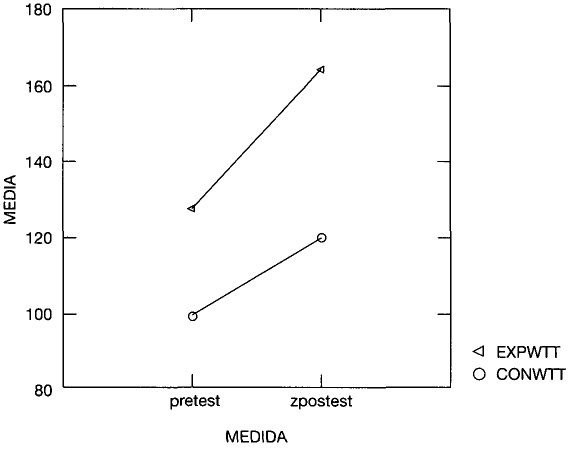 180
160
140
120
100
80
MEDIA
pretest
zpostest
MEDIDA
EXPWTT
CONWTT